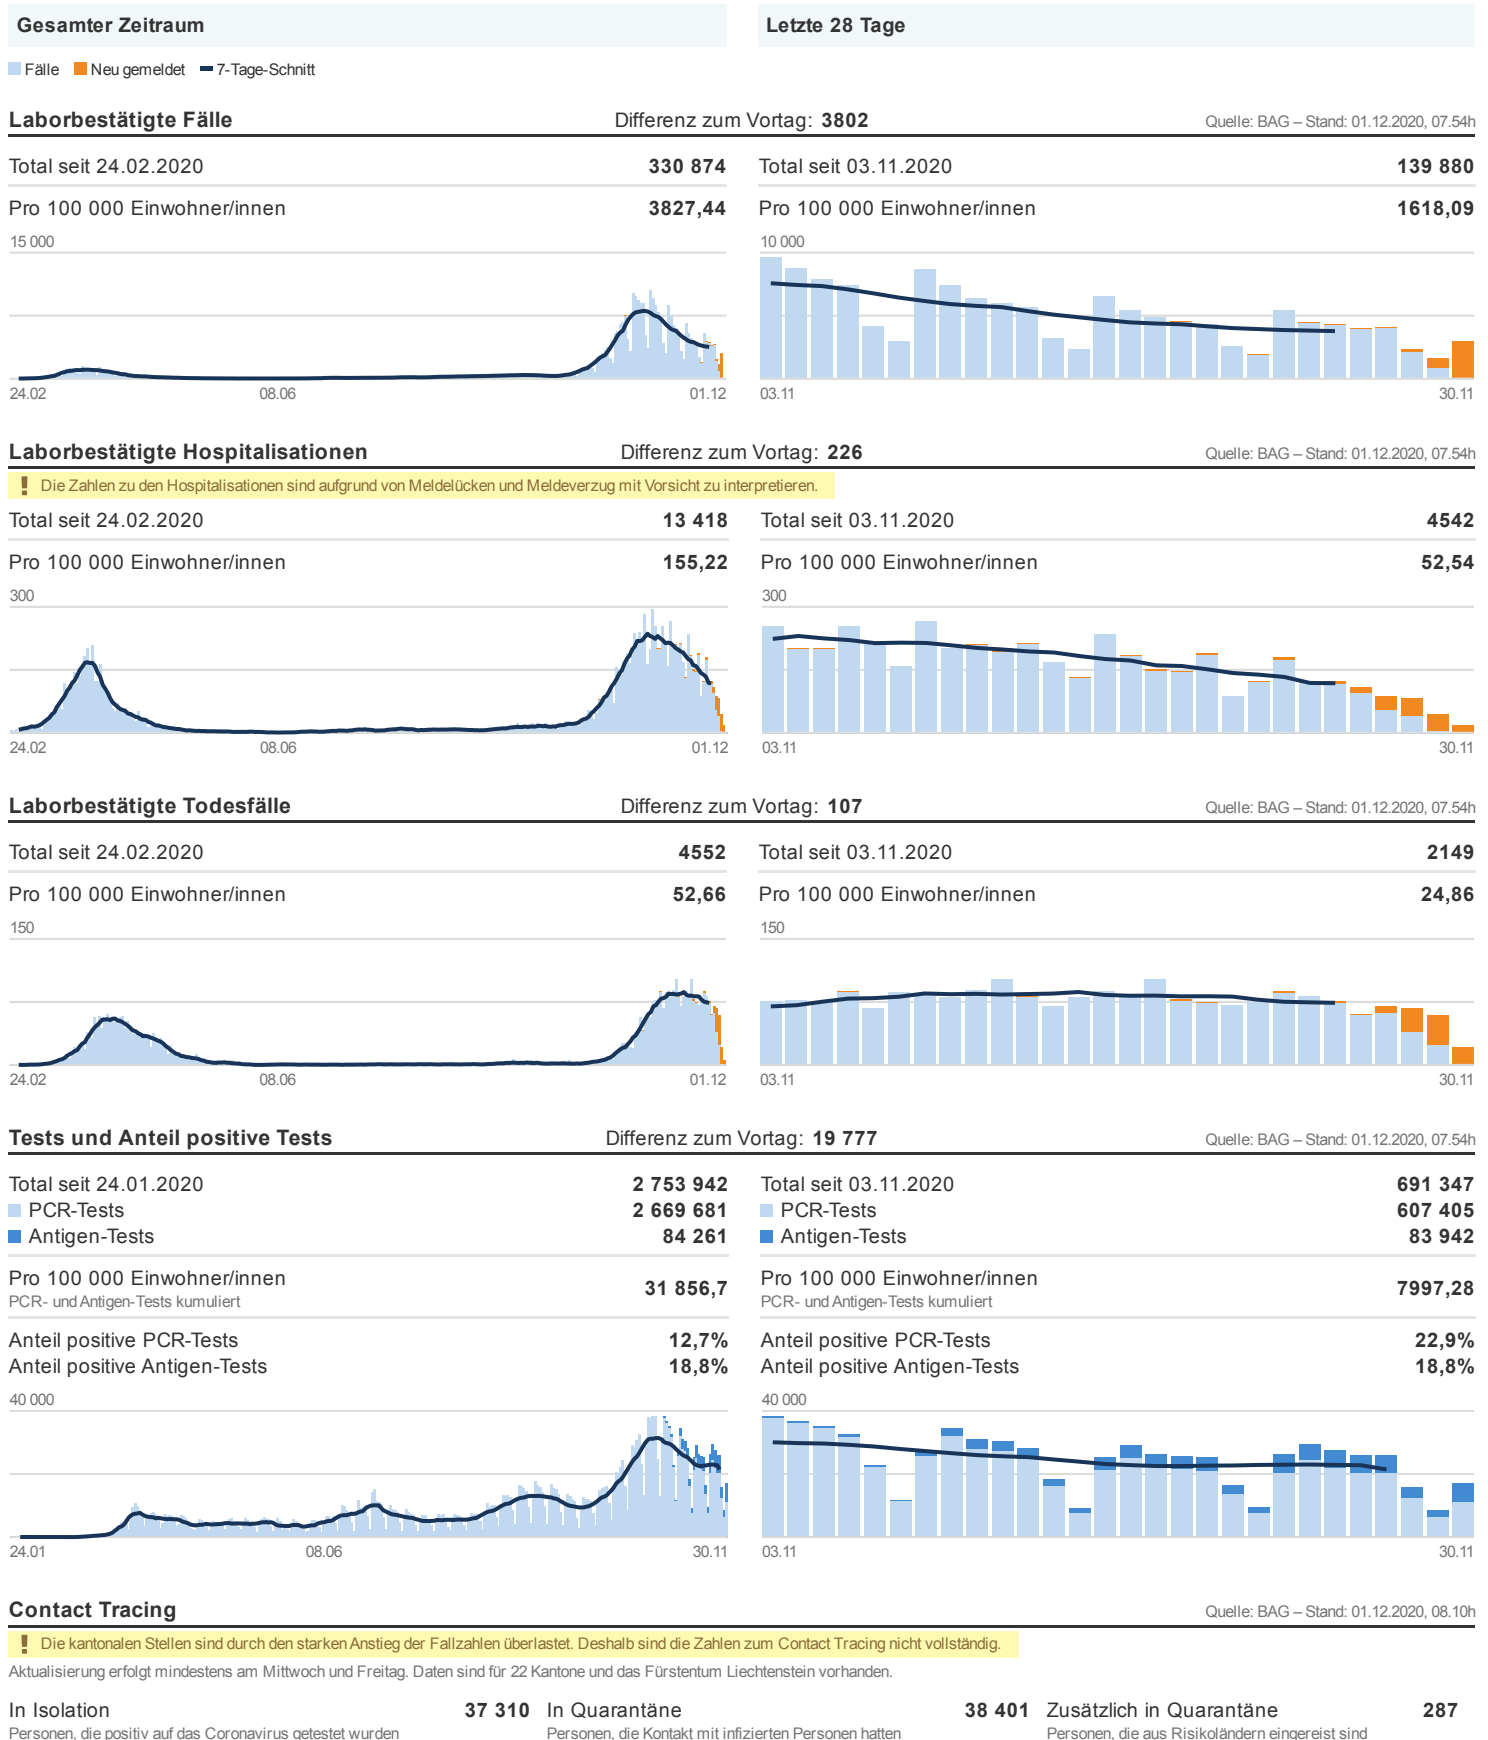 Gesamter Zeitraum
Letzte 28 Tage
Fälle Neu gemeldet 7-Tage-Schnitt
Laborbestätigte Fälle Differenz zum Vortag: 3802 Quelle: BAG – Stand: 01.12.2020, 07.54h
Total seit 24.02.2020 330 874
Pro 100 000 Einwohner/innen 3827,44
15 000
24.02 08.06 01.12
Total seit 03.11.2020 139 880
Pro 100 000 Einwohner/innen 1618,09
10 000
03.11 30.11
Laborbestätigte Hospitalisationen Differenz zum Vortag: 226 Quelle: BAG – Stand: 01.12.2020, 07.54h
! Die Zahlen zu den Hospitalisationen sind aufgrund von Meldelücken und Meldeverzug mit Vorsicht zu interpretieren.
Total seit 24.02.2020 13 418
Pro 100 000 Einwohner/innen 155,22
300
24.02 08.06 01.12
Total seit 03.11.2020 4542
Pro 100 000 Einwohner/innen 52,54
300
03.11 30.11
Laborbestätigte Todesfälle Differenz zum Vortag: 107 Quelle: BAG – Stand: 01.12.2020, 07.54h
Total seit 24.02.2020 4552
Pro 100 000 Einwohner/innen 52,66
150
24.02 08.06 01.12
Total seit 03.11.2020 2149
Pro 100 000 Einwohner/innen 24,86
150
03.11 30.11
Tests und Anteil positive Tests Differenz zum Vortag: 19 777 Quelle: BAG – Stand: 01.12.2020, 07.54h
Total seit 24.01.2020 2 753 942
PCR-Tests 2 669 681
Antigen-Tests 84 261
Pro 100 000 Einwohner/innen 31 856,7
PCR- und Antigen-Tests kumuliert
Anteil positive PCR-Tests 12,7%
Anteil positive Antigen-Tests 18,8%
40 000
24.01 08.06 30.11
Total seit 03.11.2020 691 347
PCR-Tests 607 405
Antigen-Tests 83 942
Pro 100 000 Einwohner/innen 7997,28
PCR- und Antigen-Tests kumuliert
Anteil positive PCR-Tests 22,9%
Anteil positive Antigen-Tests 18,8%
40 000
03.11 30.11
Contact Tracing Quelle: BAG – Stand: 01.12.2020, 08.10h
! Die kantonalen Stellen sind durch den starken Anstieg der Fallzahlen überlastet. Deshalb sind die Zahlen zum Contact Tracing nicht vollständig.
Aktualisierung erfolgt mindestens am Mittwoch und Freitag. Daten sind für 22 Kantone und das Fürstentum Liechtenstein vorhanden.
In Isolation 37 310
Personen, die positiv auf das Coronavirus getestet wurden
In Quarantäne 38 401
Personen, die Kontakt mit infizierten Personen hatten
Zusätzlich in Quarantäne 287
Personen, die aus Risikoländern eingereist sind